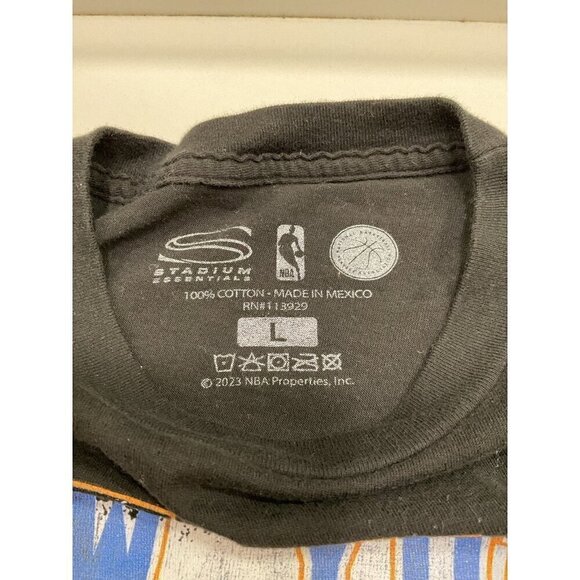 STADIUM
ESSENTIALS
NBA
100% COTTON - MADE IN MEXICO
RN#113929
L
© 2023 NBA Properties, Inc.